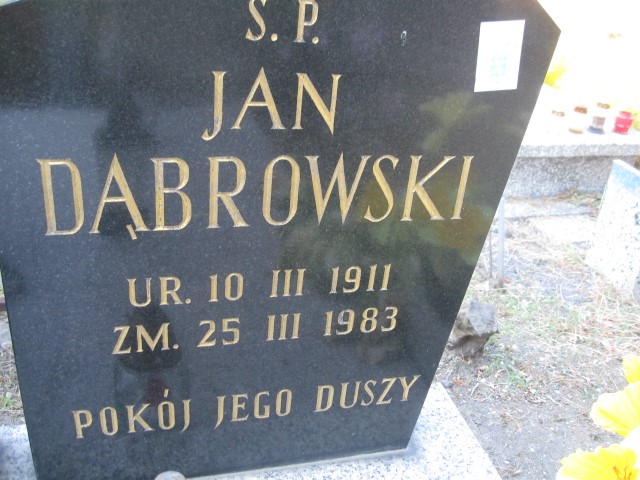 Ś. P.
JAN
DĄBROWSKI
UR. 10 III 1911
ZM. 25 III 1983
POKÓJ JEGO DUSZY